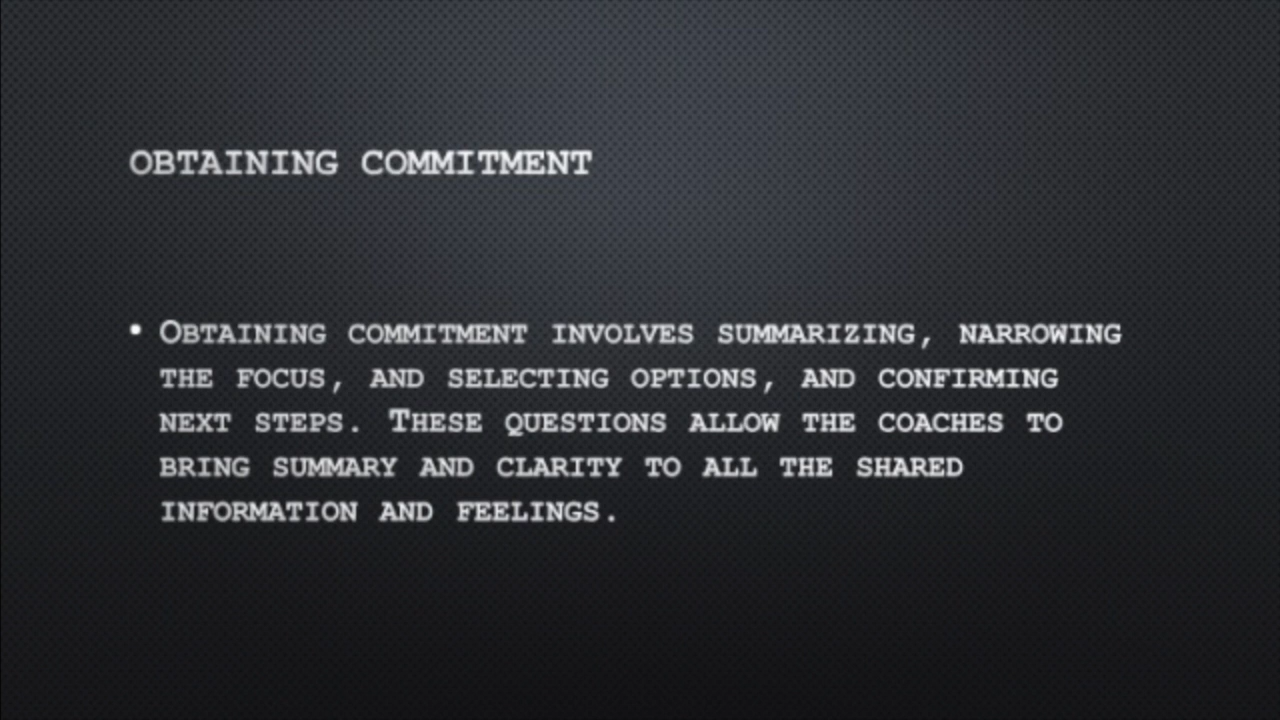 OBTAINING COMMITMENT
• OBTAINING COMMITMENT INVOLVES SUMMARIZING, NARROWING
THE FOCUS, AND SELECTING OPTIONS, AND CONFIRMING
NEXT STEPS. THESE QUESTIONS ALLOW THE COACHES TO
BRING SUMMARY AND CLARITY TO ALL THE SHARED
INFORMATION AND FEELINGS.